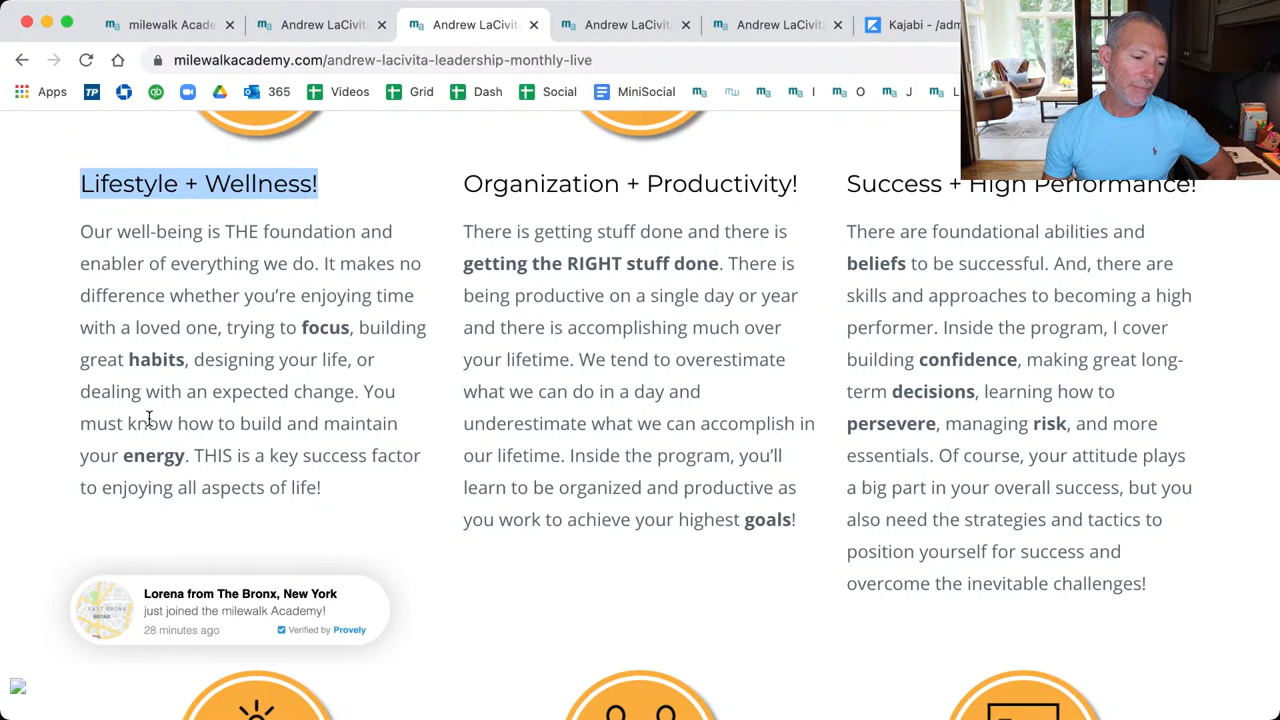 milewalk Acade
Andrew LaCivit
Andrew LaCivit
Andrew LaCivit
Andrew LaCivit
Kajabi - /adm
milewalkacademy.com/andrew-lacivita-leadership-monthly-live
Apps
TP
365
Videos
Grid
Dash
Social
MiniSocial
I
O
J
L
Lifestyle + Wellness!
Our well-being is THE foundation and
enabler of everything we do. It makes no
difference whether you're enjoying time
with a loved one, trying to focus, building
great habits, designing your life, or
dealing with an expected change. You
must know how to build and maintain
your energy. THIS is a key success factor
to enjoying all aspects of life!
Organization + Productivity!
There is getting stuff done and there is
getting the RIGHT stuff done. There is
being productive on a single day or year
and there is accomplishing much over
your lifetime. We tend to overestimate
what we can do in a day and
underestimate what we can accomplish in
our lifetime. Inside the program, you'll
learn to be organized and productive as
you work to achieve your highest goals!
Success + High Performance!
There are foundational abilities and
beliefs to be successful. And, there are
skills and approaches to becoming a high
performer. Inside the program, I cover
building confidence, making great long-
term decisions, learning how to
persevere, managing risk, and more
essentials. Of course, your attitude plays
a big part in your overall success, but you
also need the strategies and tactics to
position yourself for success and
overcome the inevitable challenges!
EAST BRONX
BRONX
Lorena from The Bronx, New York
just joined the milewalk Academy!
28 minutes ago
Verified by Provely